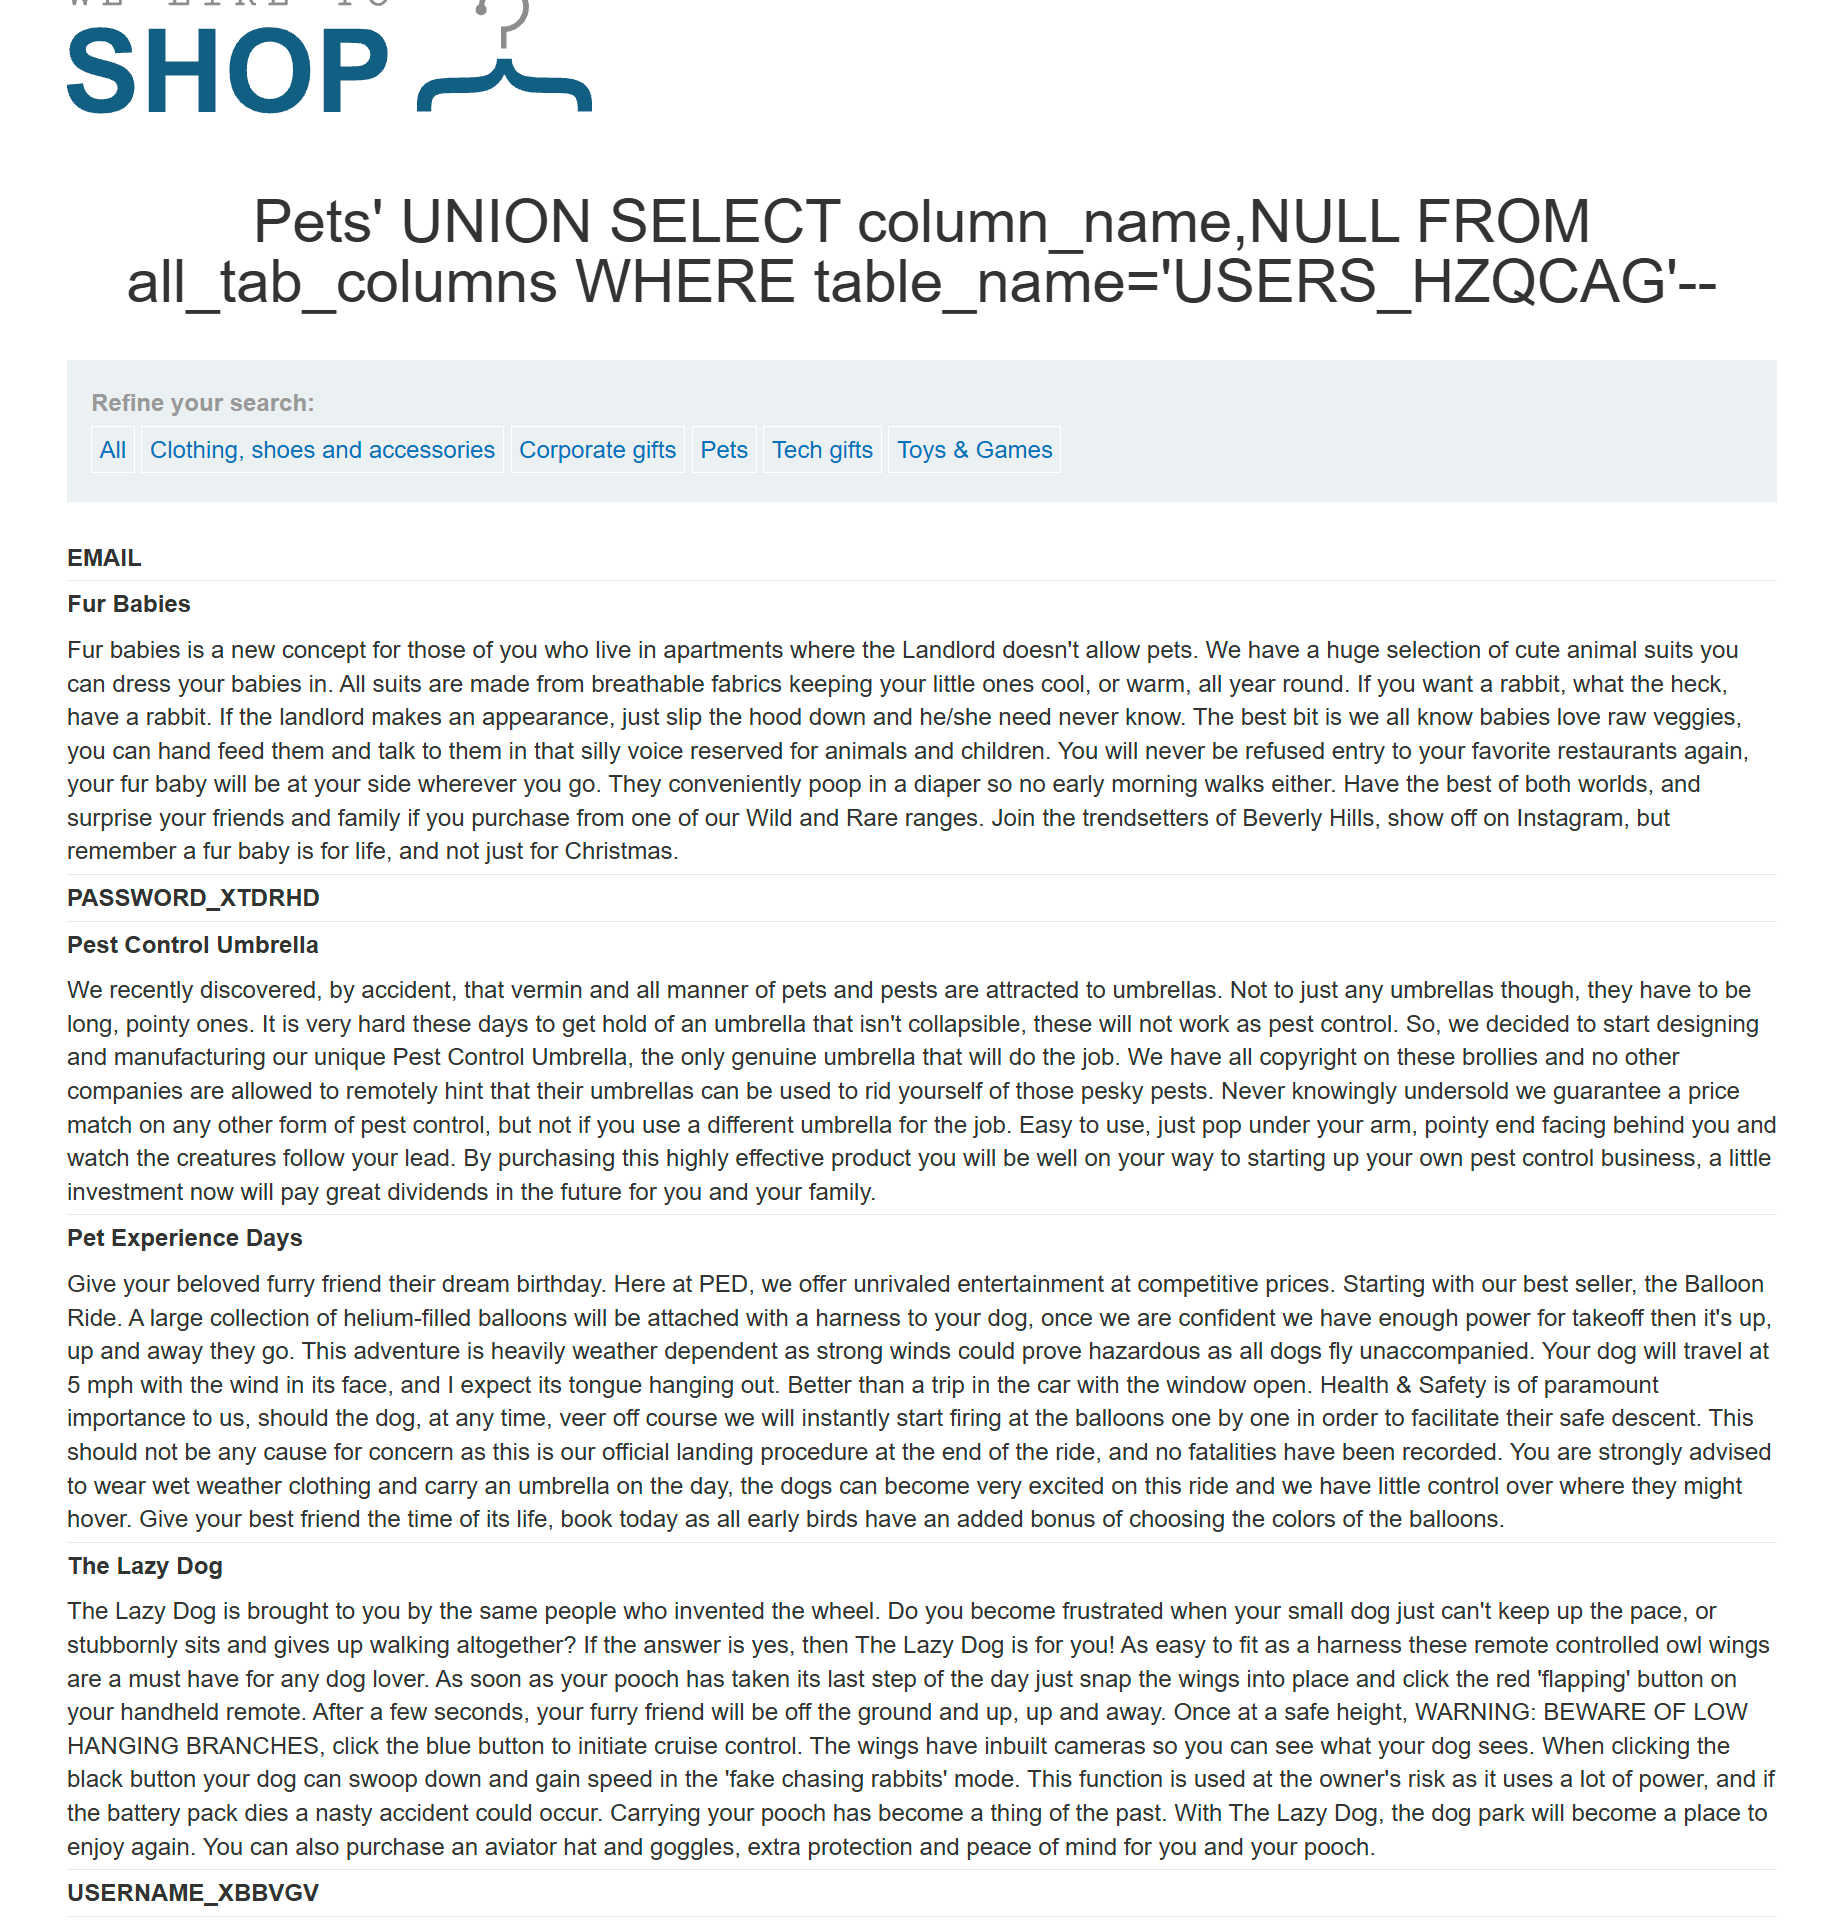 WE LIKE TO
SHOP
Pets' UNION SELECT column_name,NULL FROM
all_tab_columns WHERE table_name='USERS_HZQCAG'--
Refine your search:
All Clothing, shoes and accessories Corporate gifts Pets Tech gifts Toys & Games
EMAIL
Fur Babies
Fur babies is a new concept for those of you who live in apartments where the Landlord doesn't allow pets. We have a huge selection of cute animal suits you
can dress your babies in. All suits are made from breathable fabrics keeping your little ones cool, or warm, all year round. If you want a rabbit, what the heck,
have a rabbit. If the landlord makes an appearance, just slip the hood down and he/she need never know. The best bit is we all know babies love raw veggies,
you can hand feed them and talk to them in that silly voice reserved for animals and children. You will never be refused entry to your favorite restaurants again,
your fur baby will be at your side wherever you go. They conveniently poop in a diaper so no early morning walks either. Have the best of both worlds, and
surprise your friends and family if you purchase from one of our Wild and Rare ranges. Join the trendsetters of Beverly Hills, show off on Instagram, but
remember a fur baby is for life, and not just for Christmas.
PASSWORD_XTDRHD
Pest Control Umbrella
We recently discovered, by accident, that vermin and all manner of pets and pests are attracted to umbrellas. Not to just any umbrellas though, they have to be
long, pointy ones. It is very hard these days to get hold of an umbrella that isn't collapsible, these will not work as pest control. So, we decided to start designing
and manufacturing our unique Pest Control Umbrella, the only genuine umbrella that will do the job. We have all copyright on these brollies and no other
companies are allowed to remotely hint that their umbrellas can be used to rid yourself of those pesky pests. Never knowingly undersold we guarantee a price
match on any other form of pest control, but not if you use a different umbrella for the job. Easy to use, just pop under your arm, pointy end facing behind you and
watch the creatures follow your lead. By purchasing this highly effective product you will be well on your way to starting up your own pest control business, a little
investment now will pay great dividends in the future for you and your family.
Pet Experience Days
Give your beloved furry friend their dream birthday. Here at PED, we offer unrivaled entertainment at competitive prices. Starting with our best seller, the Balloon
Ride. A large collection of helium-filled balloons will be attached with a harness to your dog, once we are confident we have enough power for takeoff then it's up,
up and away they go. This adventure is heavily weather dependent as strong winds could prove hazardous as all dogs fly unaccompanied. Your dog will travel at
5 mph with the wind in its face, and I expect its tongue hanging out. Better than a trip in the car with the window open. Health & Safety is of paramount
importance to us, should the dog, at any time, veer off course we will instantly start firing at the balloons one by one in order to facilitate their safe descent. This
should not be any cause for concern as this is our official landing procedure at the end of the ride, and no fatalities have been recorded. You are strongly advised
to wear wet weather clothing and carry an umbrella on the day, the dogs can become very excited on this ride and we have little control over where they might
hover. Give your best friend the time of its life, book today as all early birds have an added bonus of choosing the colors of the balloons.
The Lazy Dog
The Lazy Dog is brought to you by the same people who invented the wheel. Do you become frustrated when your small dog just can't keep up the pace, or
stubbornly sits and gives up walking altogether? If the answer is yes, then The Lazy Dog is for you! As easy to fit as a harness these remote controlled owl wings
are a must have for any dog lover. As soon as your pooch has taken its last step of the day just snap the wings into place and click the red 'flapping' button on
your handheld remote. After a few seconds, your furry friend will be off the ground and up, up and away. Once at a safe height, WARNING: BEWARE OF LOW
HANGING BRANCHES, click the blue button to initiate cruise control. The wings have inbuilt cameras so you can see what your dog sees. When clicking the
black button your dog can swoop down and gain speed in the 'fake chasing rabbits' mode. This function is used at the owner's risk as it uses a lot of power, and if
the battery pack dies a nasty accident could occur. Carrying your pooch has become a thing of the past. With The Lazy Dog, the dog park will become a place to
enjoy again. You can also purchase an aviator hat and goggles, extra protection and peace of mind for you and your pooch.
USERNAME_XBBVGV